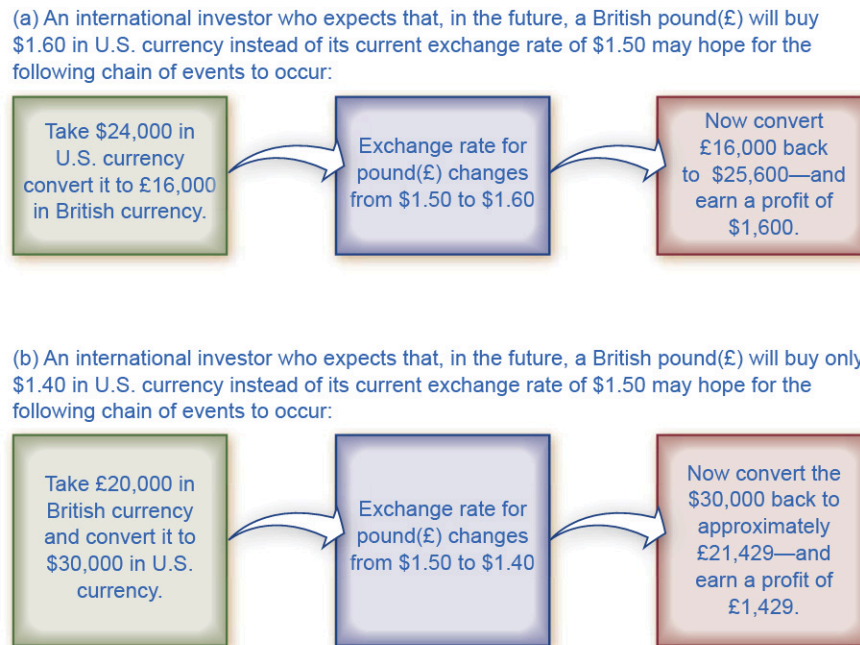 (a) An international investor who expects that, in the future, a British pound(£) will buy
$1.60 in U.S. currency instead of its current exchange rate of $1.50 may hope for the
following chain of events to occur:
Take $24,000 in
U.S. currency
convert it to £16,000
in British currency.
Exchange rate for
pound(£) changes
from $1.50 to $1.60
Now convert
£16,000 back
to $25,600—and
earn a profit of
$1,600.
(b) An international investor who expects that, in the future, a British pound(£) will buy only
$1.40 in U.S. currency instead of its current exchange rate of $1.50 may hope for the
following chain of events to occur:
Take £20,000 in
British currency
and convert it to
$30,000 in U.S.
currency.
Exchange rate for
pound(£) changes
from $1.50 to $1.40
Now convert the
$30,000 back to
approximately
£21,429—and
earn a profit of
£1,429.